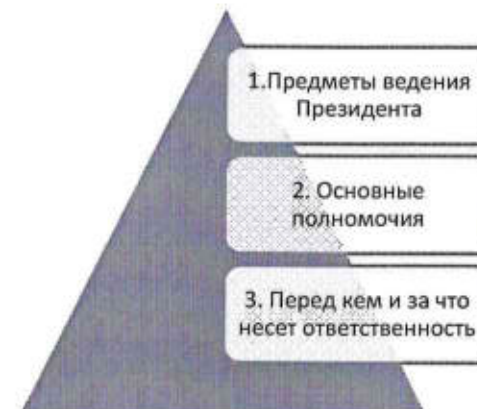 1.Предметы ведения
Президента
2. Основные
полномочия
3. Перед кем и за что
несет ответственность